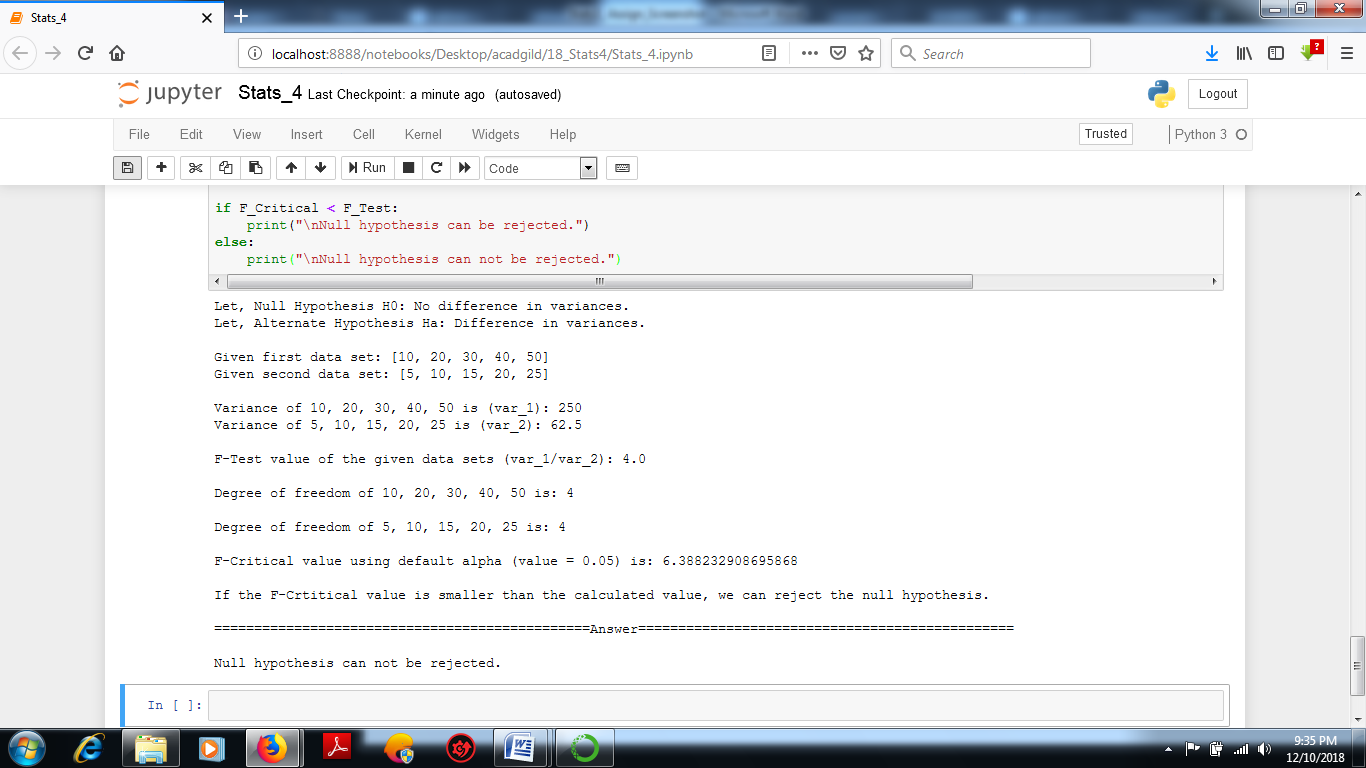 Stats_4
localhost:8888/notebooks/Desktop/acadgild/18_Stats4/Stats_4.ipynb
Search
?
jupyter Stats_4 Last Checkpoint: a minute ago (autosaved)
Logout
File Edit View Insert Cell Kernel Widgets Help
Trusted
Python 3
Run
Code
if F_Critical < F_Test:
    print("\nNull hypothesis can be rejected.")
else:
    print("\nNull hypothesis can not be rejected.")
Let, Null Hypothesis H0: No difference in variances.
Let, Alternate Hypothesis Ha: Difference in variances.
Given first data set: [10, 20, 30, 40, 50]
Given second data set: [5, 10, 15, 20, 25]
Variance of 10, 20, 30, 40, 50 is (var_1): 250
Variance of 5, 10, 15, 20, 25 is (var_2): 62.5
F-Test value of the given data sets (var_1/var_2): 4.0
Degree of freedom of 10, 20, 30, 40, 50 is: 4
Degree of freedom of 5, 10, 15, 20, 25 is: 4
F-Critical value using default alpha (value = 0.05) is: 6.388232908695868
If the F-Crtitical value is smaller than the calculated value, we can reject the null hypothesis.
===============================================Answer===============================================
Null hypothesis can not be rejected.
In [ ]:
9:35 PM
12/10/2018